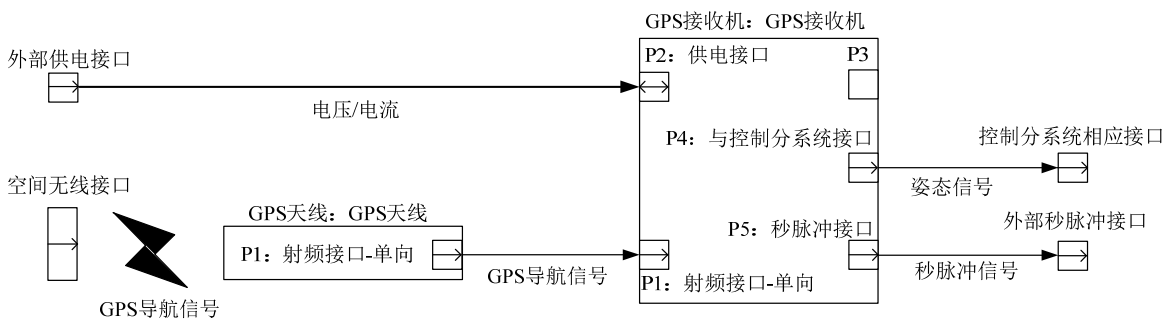 GPS接收机：GPS接收机
外部供电接口
P2：供电接口
P3
电压/电流
P4：与控制分系统接口
控制分系统相应接口
姿态信号
空间无线接口
GPS天线：GPS天线
P5：秒脉冲接口
外部秒脉冲接口
P1：射频接口-单向
GPS导航信号
P1：射频接口-单向
秒脉冲信号
GPS导航信号